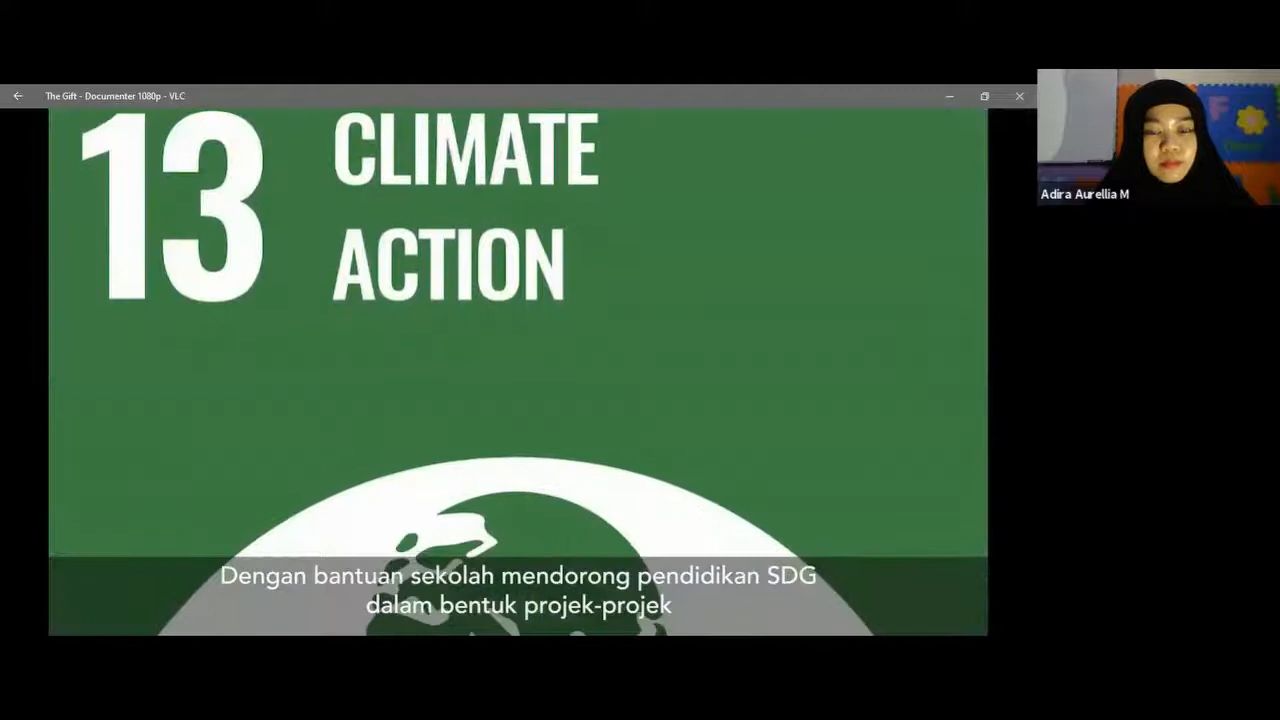 The Gift - Documenter 1080p - VLC
13
CLIMATE
ACTION
Adira Aurellia M
F
Dengan bantuan sekolah mendorong pendidikan SDG
dalam bentuk projek-projek